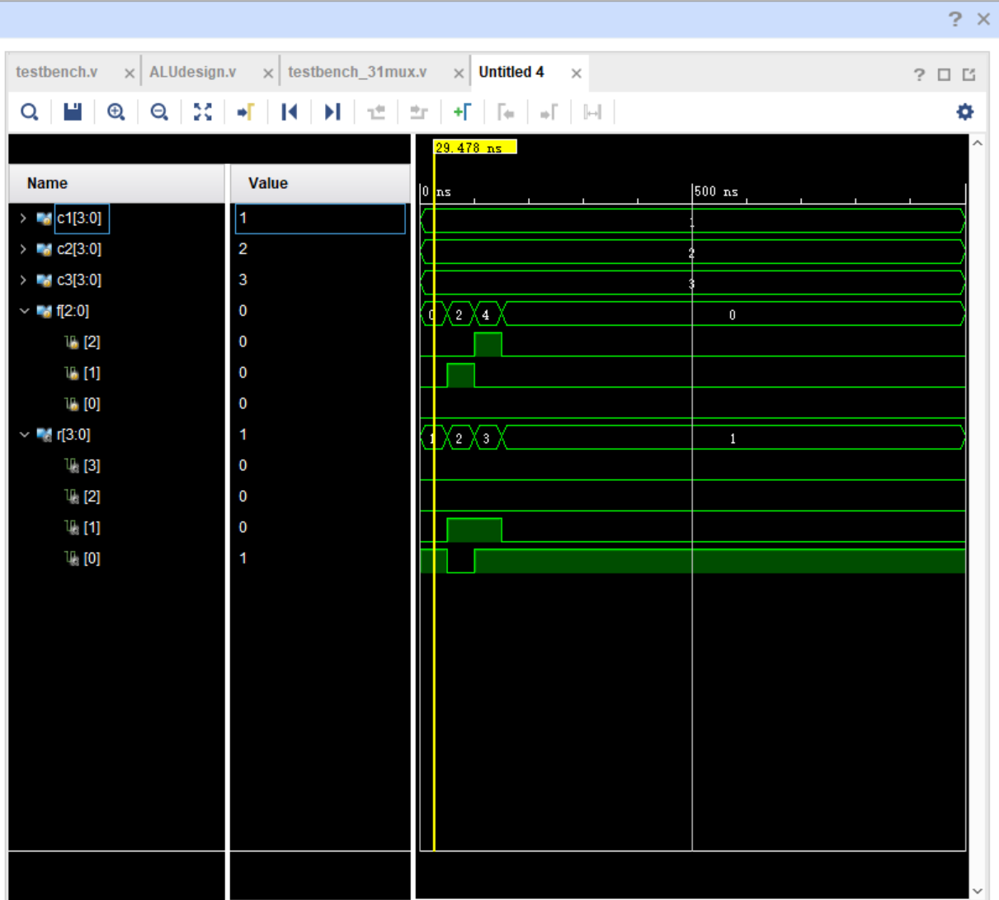 ? ×
testbench.v × ALUdesign.v × testbench_31mux.v × Untitled 4 × ?
29.478 ns
Name Value
0 ns 500 ns
c1[3:0] 1 1
c2[3:0] 2 2
c3[3:0] 3 3
f[2:0] 0 0 2 4 0
[2] 0
[1] 0
[0] 0
r[3:0] 1 1 2 3 1
[3] 0
[2] 0
[1] 0
[0] 1